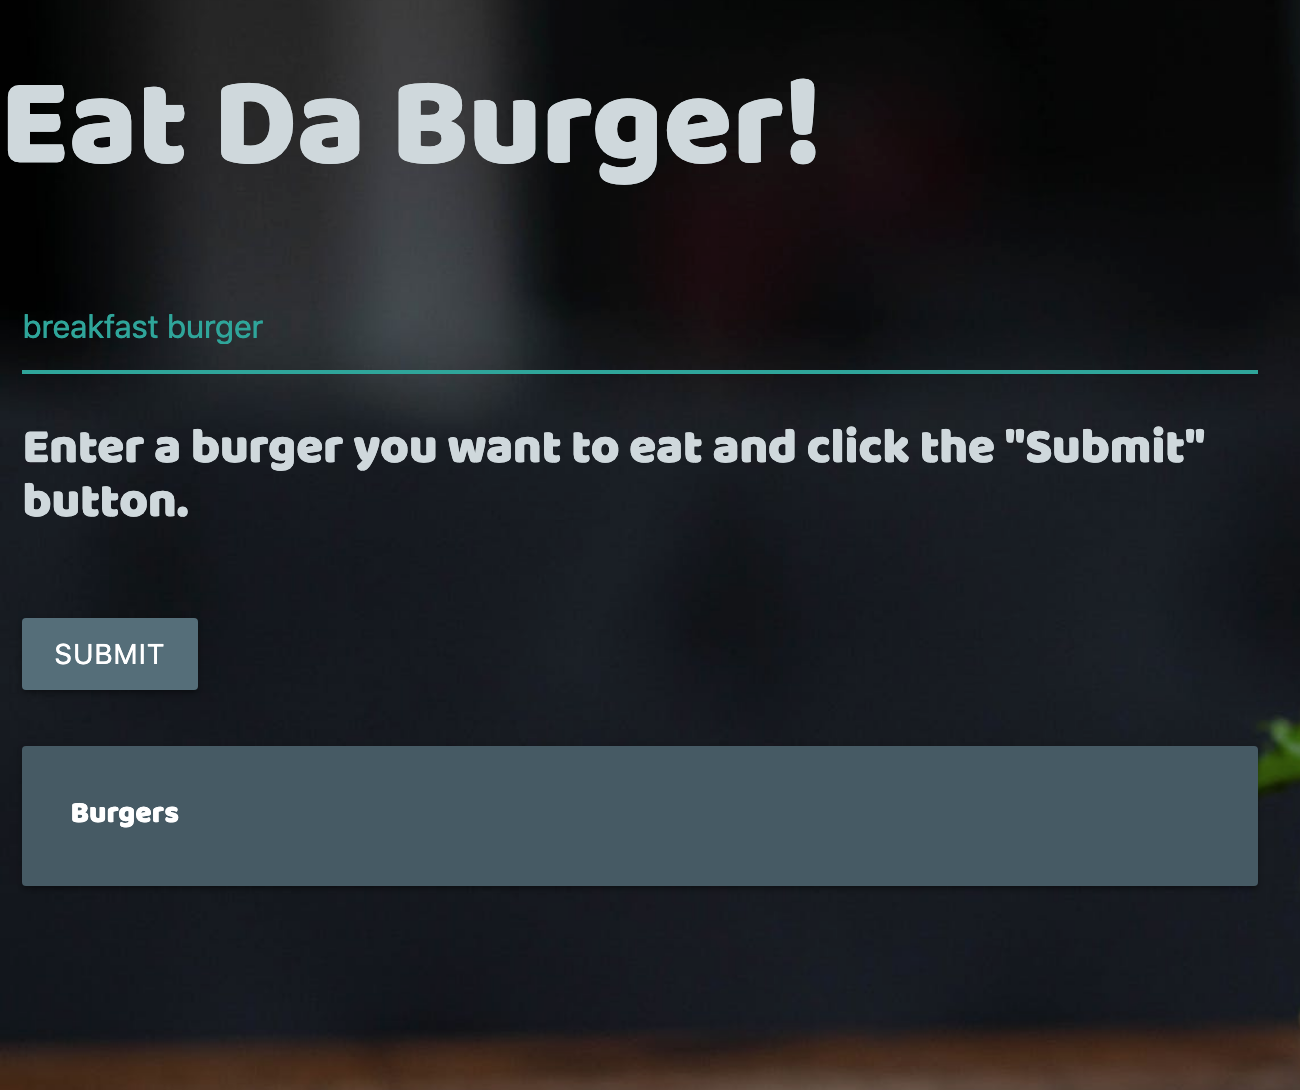 Eat Da Burger!
breakfast burger
Enter a burger you want to eat and click the "Submit"
button.
SUBMIT
Burgers